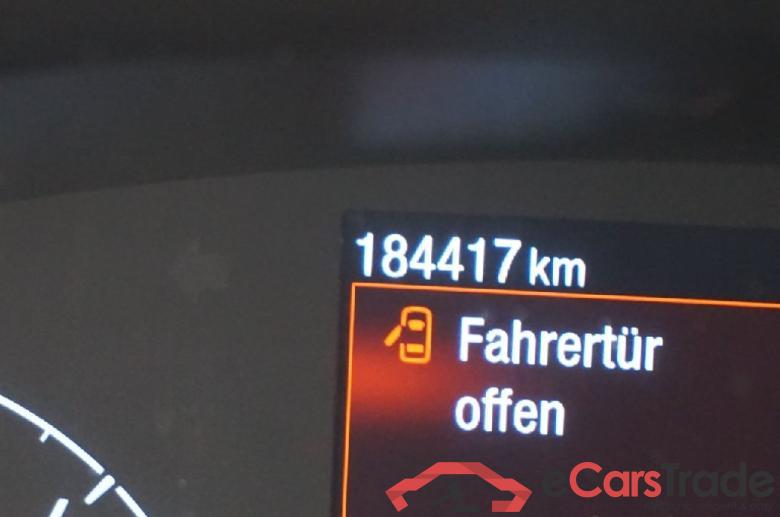 184417 km
Fahrertür
offen
eCarsTrade